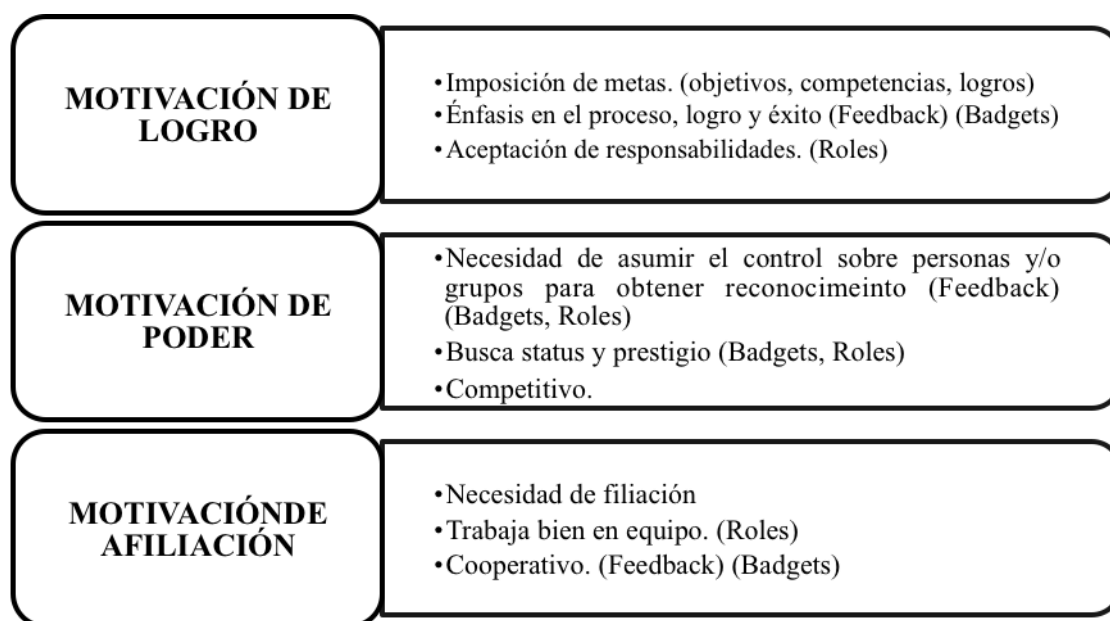 MOTIVACIÓN DE
LOGRO
•Imposición de metas. (objetivos, competencias, logros)
•Énfasis en el proceso, logro y éxito (Feedback) (Badgets)
•Aceptación de responsabilidades. (Roles)
MOTIVACIÓN DE
PODER
•Necesidad de asumir el control sobre personas y/o
grupos para obtener reconocimeinto (Feedback)
(Badgets, Roles)
•Busca status y prestigio (Badgets, Roles)
•Competitivo.
MOTIVACIÓNDE
AFILIACIÓN
•Necesidad de filiación
•Trabaja bien en equipo. (Roles)
•Cooperativo. (Feedback) (Badgets)